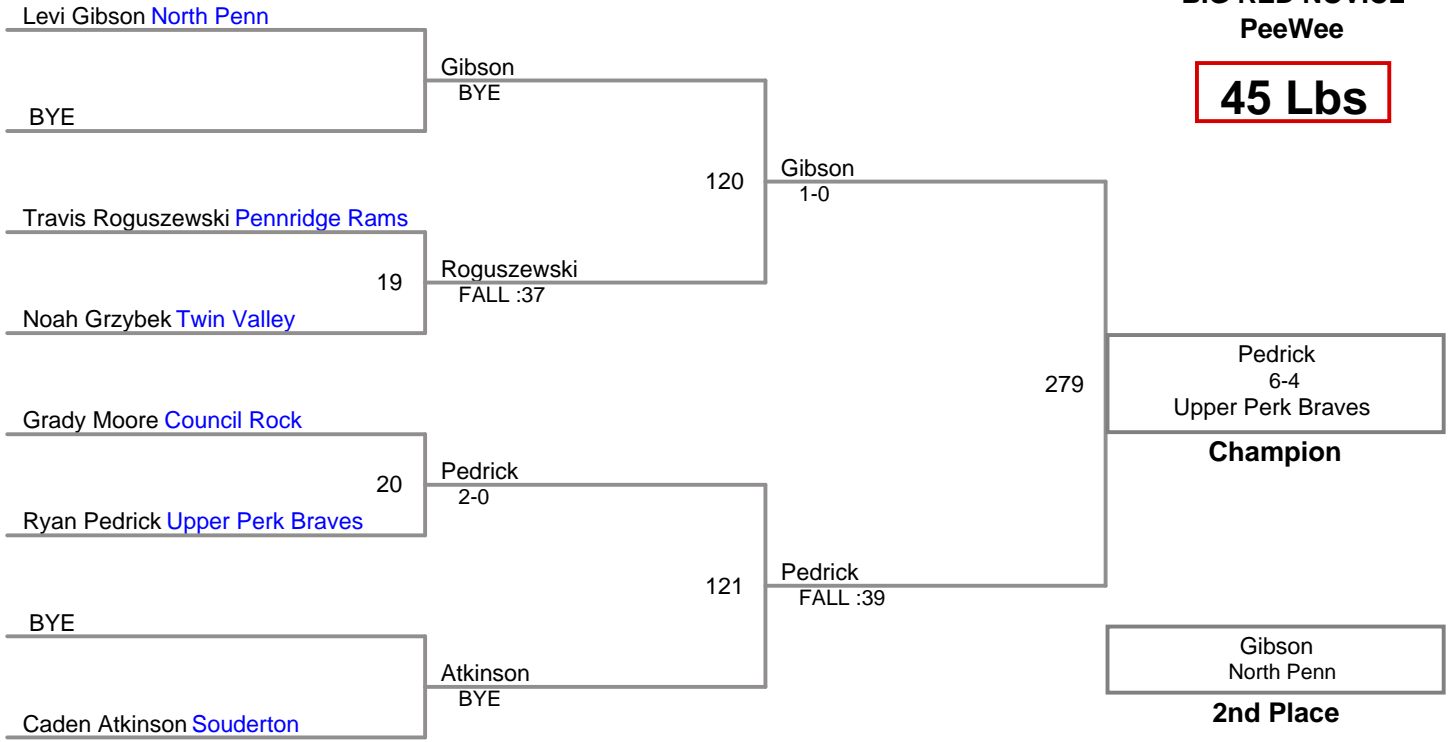 Levi Gibson North Penn
PeeWee
45 Lbs
Gibson
BYE
BYE
120
Gibson
1-0
Travis Roguszewski Pennridge Rams
19
Roguszewski
FALL :37
Noah Grzybek Twin Valley
279
Pedrick
6-4
Upper Perk Braves
Champion
Grady Moore Council Rock
20
Pedrick
2-0
Ryan Pedrick Upper Perk Braves
121
Pedrick
FALL :39
BYE
Atkinson
BYE
Caden Atkinson Souderton
Gibson
North Penn
2nd Place